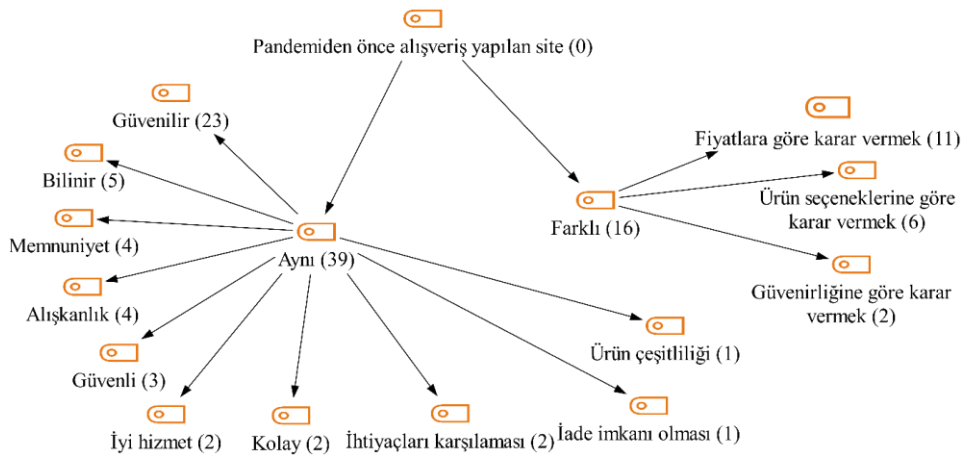 Pandemiden önce alışveriş yapılan site (0)
Güvenilir (23)
Bilinir (5)
Memnuniyet (4)
Alışkanlık (4)
Güvenli (3)
İyi hizmet (2)
Kolay (2)
İhtiyaçları karşılaması (2)
İade imkanı olması (1)
Ürün çeşitliliği (1)
Aynı (39)
Farklı (16)
Fiyatlara göre karar vermek (11)
Ürün seçeneklerine göre
karar vermek (6)
Güvenirliğine göre karar
vermek (2)